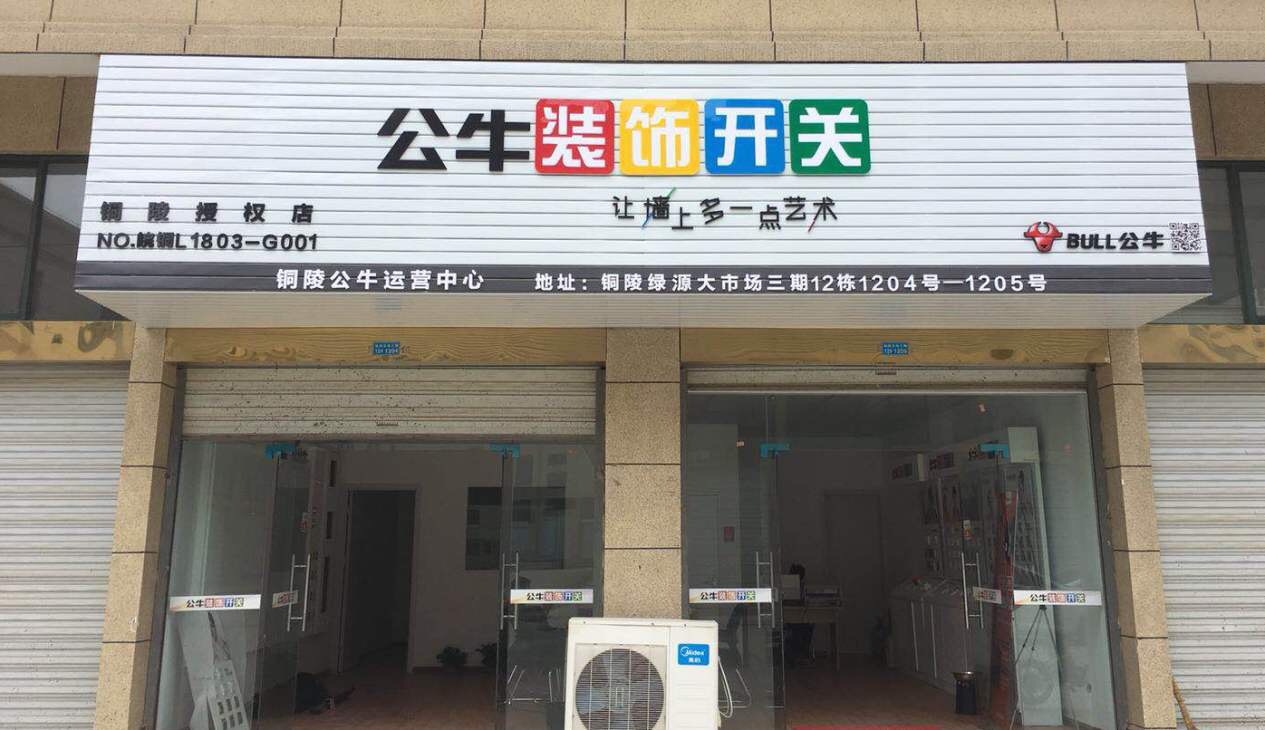 公牛装饰开关
让墙上多一点艺术
铜陵授权店
NO.皖铜L1803-G001
BULL公牛
铜陵公牛运营中心 地址：铜陵绿源大市场三期12栋1204号—1205号
公牛装饰开关
公牛装饰开关
公牛装饰开关
公牛装饰开关
Midea
美的